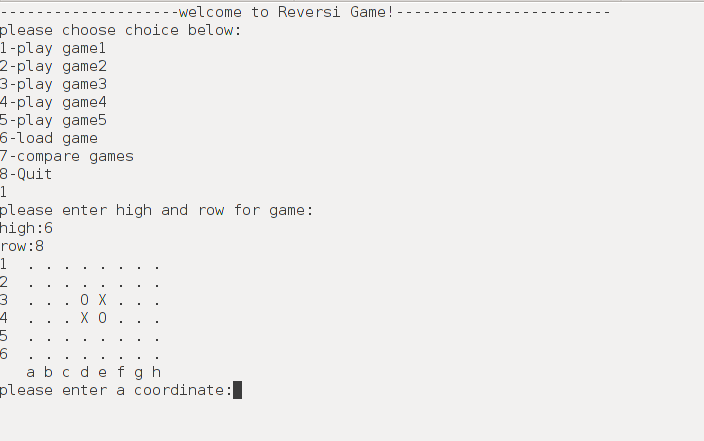 --------------------welcome to Reversi Game!------------------------
please choose choice below:
1-play game1
2-play game2
3-play game3
4-play game4
5-play game5
6-load game
7-compare games
8-Quit
1
please enter high and row for game:
high:6
row:8
1  . . . . . . . .
2  . . . . . . . .
3  . . . O X . . .
4  . . . X O . . .
5  . . . . . . . .
6  . . . . . . . .
   a b c d e f g h
please enter a coordinate: